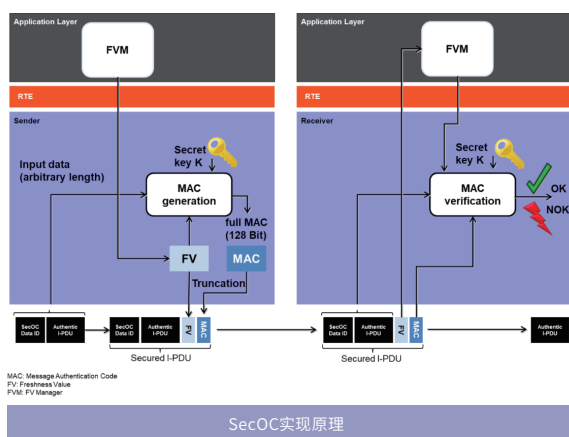 Application Layer
FVM
RTE
Sender
Input data
(arbitrary length)
Secret
key K
MAC
generation
full MAC
(128 Bit)
FV
MAC
Truncation
SecOC
Data ID
Authentic
I-PDU
SecOC
Data ID
Authentic
I-PDU
FV
MAC
Secured I-PDU
Application Layer
FVM
RTE
Receiver
Secret
key K
MAC
verification
OK
NOK
SecOC
Data ID
Authentic
I-PDU
FV
MAC
Secured I-PDU
Authentic
I-PDU
MAC: Message Authentication Code
FV: Freshness Value
FVM: FV Manager
SecOC实现原理